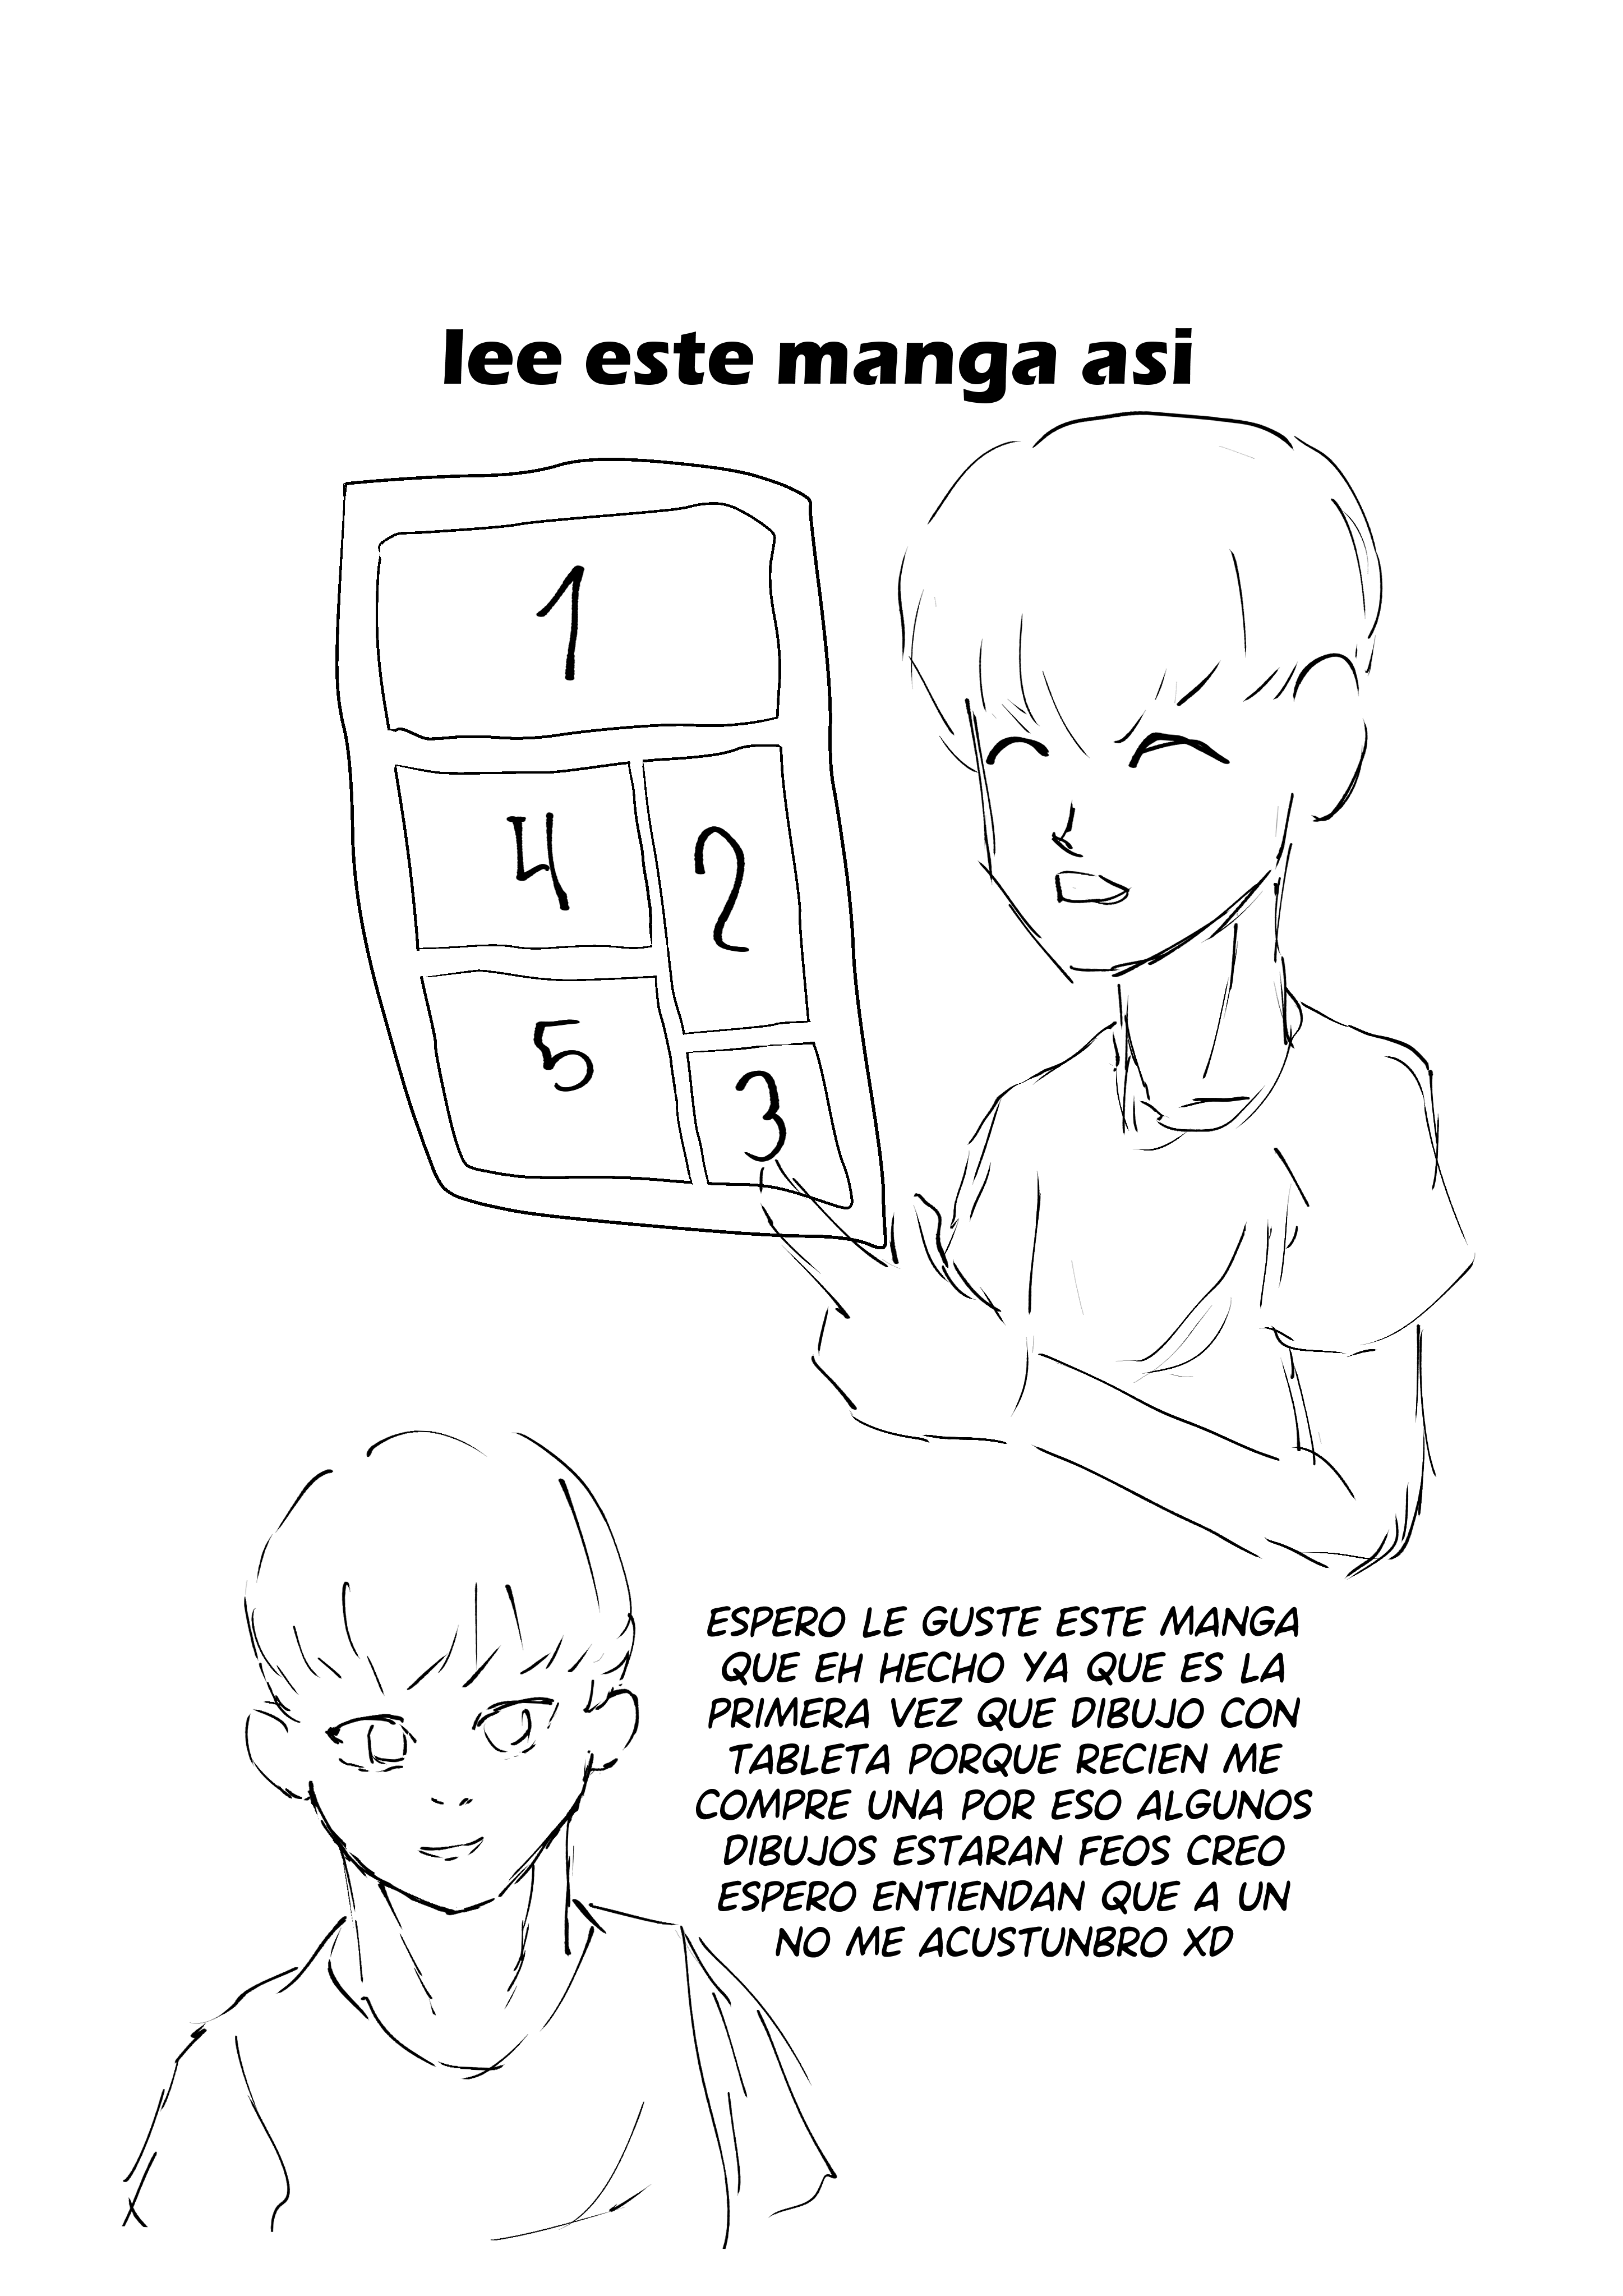 lee este manga asi
1
2
3
4
5
ESPERO LE GUSTE ESTE MANGA
QUE EH HECHO YA QUE ES LA
PRIMERA VEZ QUE DIBUJO CON
TABLETA PORQUE RECIEN ME
COMPRE UNA POR ESO ALGUNOS
DIBUJOS ESTARAN FEOS CREO
ESPERO ENTIENDAN QUE A UN
NO ME ACUSTUNBRO XD